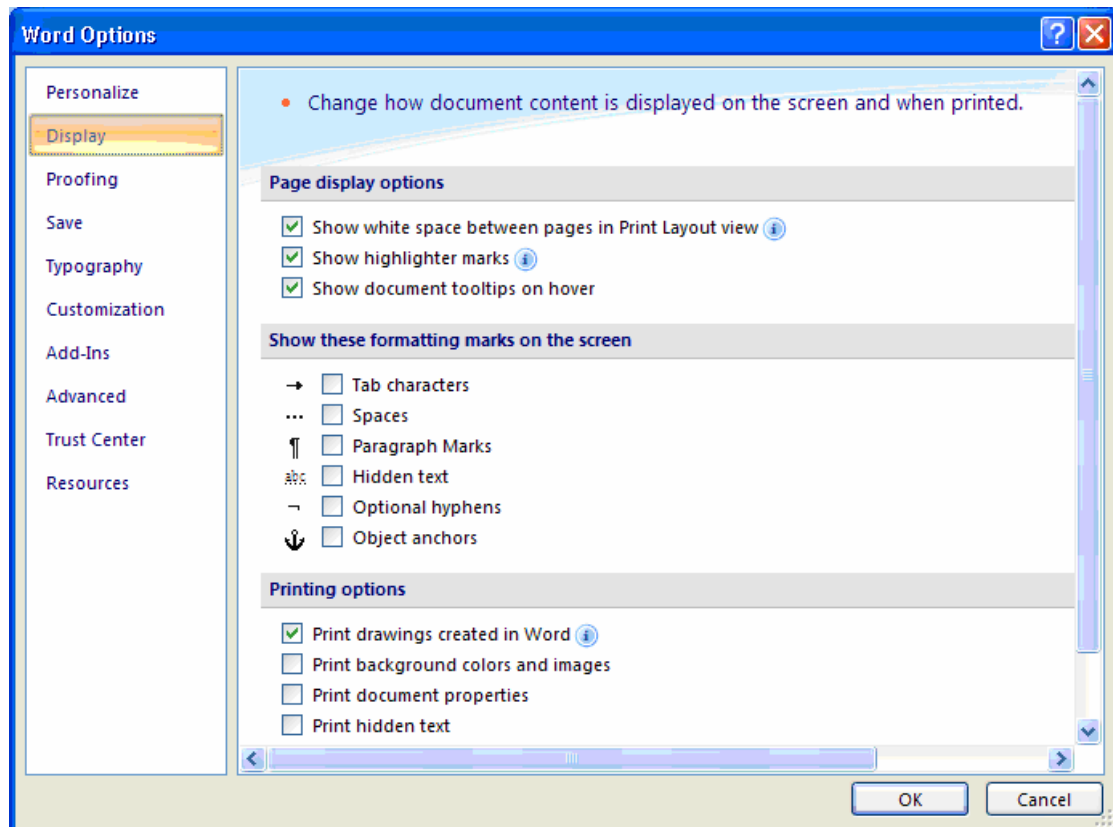 Word Options
Personalize
Display
Proofing
Save
Typography
Customization
Add-Ins
Advanced
Trust Center
Resources
Change how document content is displayed on the screen and when printed.
Page display options
Show white space between pages in Print Layout view
Show highlighter marks
Show document tooltips on hover
Show these formatting marks on the screen
Tab characters
Spaces
¶ Paragraph Marks
abc Hidden text
¬ Optional hyphens
Object anchors
Printing options
Print drawings created in Word
Print background colors and images
Print document properties
Print hidden text
OK Cancel